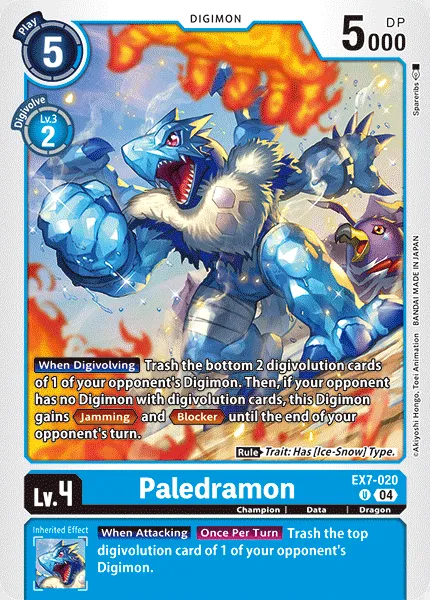 DIGIMON
Play
5
DP
5000
Digivolve
Lv.3
2
Spareribs
©Akiyoshi Hongo, Toei Animation BANDAI MADE IN JAPAN
When Digivolving Trash the bottom 2 digivolution cards
of 1 of your opponent's Digimon. Then, if your opponent
has no Digimon with digivolution cards, this Digimon
gains Jamming and Blocker until the end of your
opponent's turn.
Rule Trait: Has [Ice-Snow] Type.
Lv.4
Paledramon
EX7-020
U 04
Champion | Data | Dragon
Inherited Effect
When Attacking Once Per Turn Trash the top
digivolution card of 1 of your opponent's
Digimon.